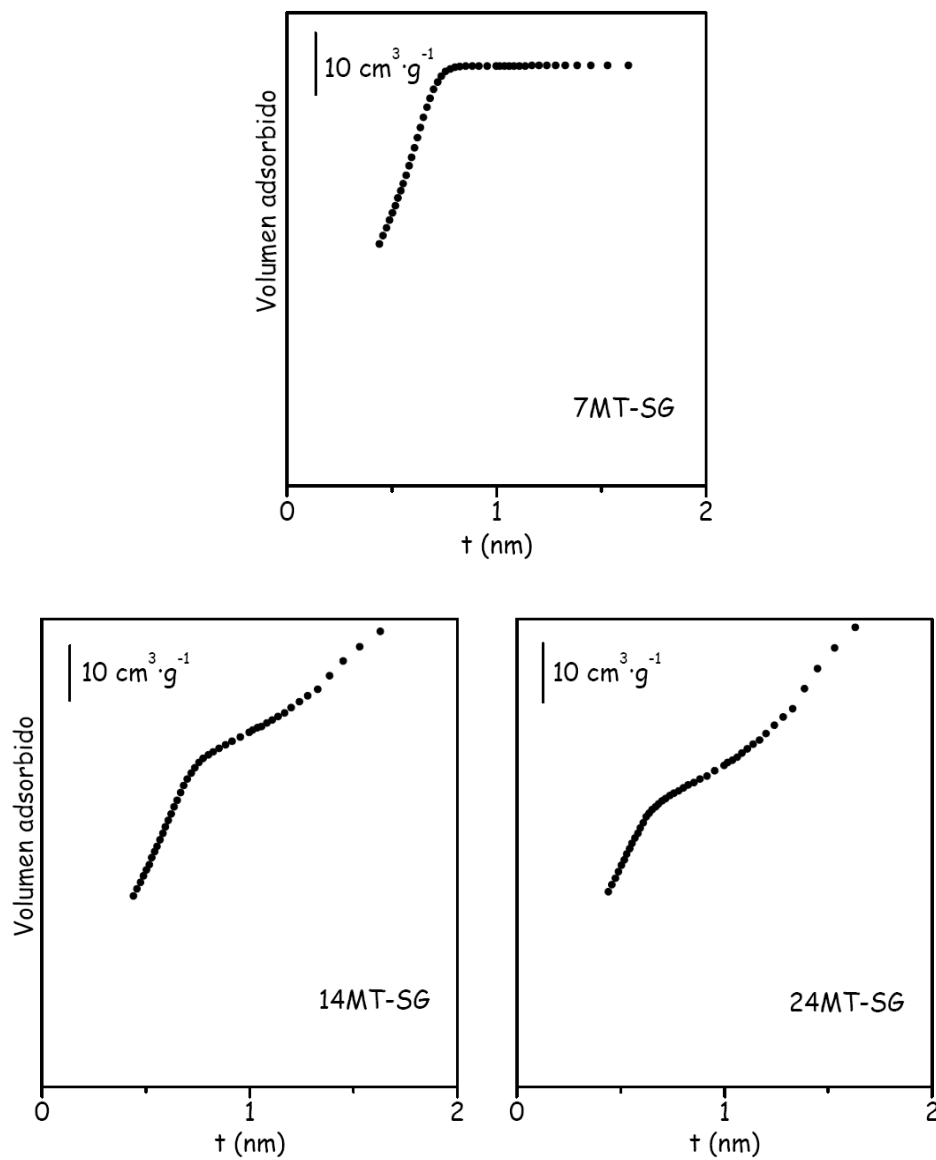 10 cm³·g⁻¹
Volumen adsorbido
7MT-SG
0 1 2
t (nm)
10 cm³·g⁻¹
Volumen adsorbido
14MT-SG
0 1 2
t (nm)
10 cm³·g⁻¹
24MT-SG
0 1 2
t (nm)